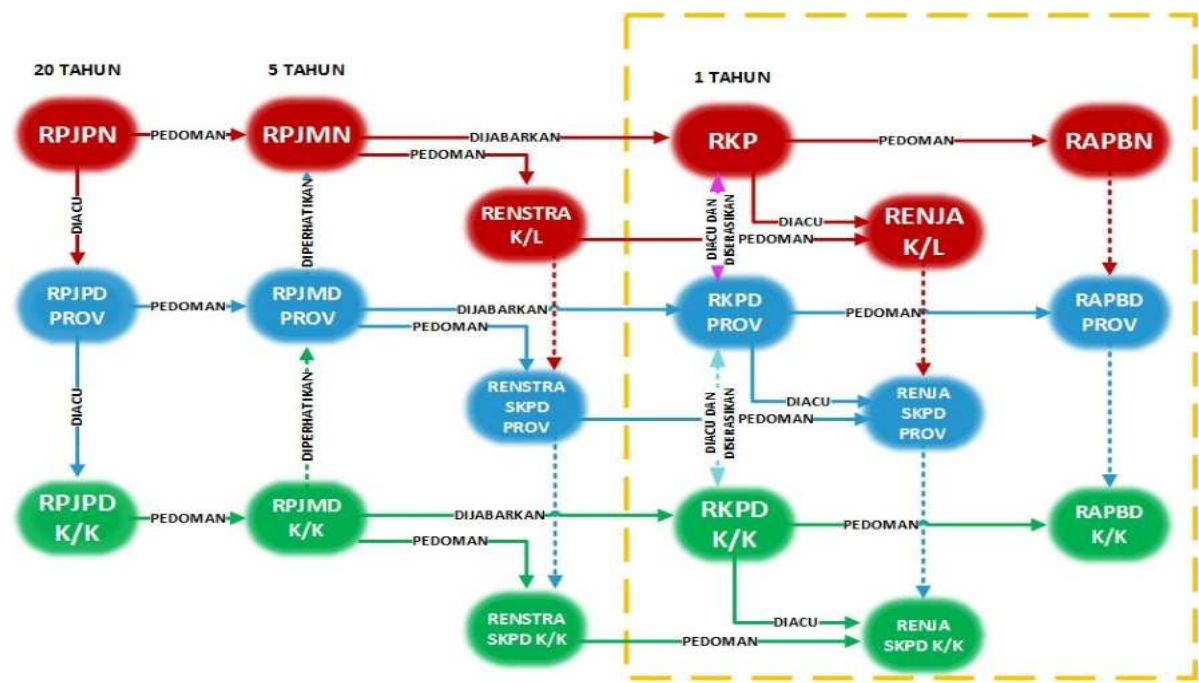 20 TAHUN
5 TAHUN
1 TAHUN
RPJPN
PEDOMAN
RPJMN
DIJABARKAN
PEDOMAN
RKP
PEDOMAN
RAPBN
DIACU
DIPERHATIKAN
RENSTRA
K/L
DIACU DAN
DISERASIKAN
DIACU
PEDOMAN
RENJA
K/L
RPJPD
PROV
PEDOMAN
RPJMD
PROV
DIJABARKAN
PEDOMAN
RKPD
PROV
PEDOMAN
RAPBD
PROV
DIACU
DIPERHATIKAN
RENSTRA
SKPD
PROV
DIACU DAN
DISERASIKAN
DIACU
PEDOMAN
RENJA
SKPD
PROV
RPJPD
K/K
PEDOMAN
RPJMD
K/K
DIJABARKAN
PEDOMAN
RKPD
K/K
PEDOMAN
RAPBD
K/K
RENSTRA
SKPD K/K
DIACU
PEDOMAN
RENJA
SKPD K/K